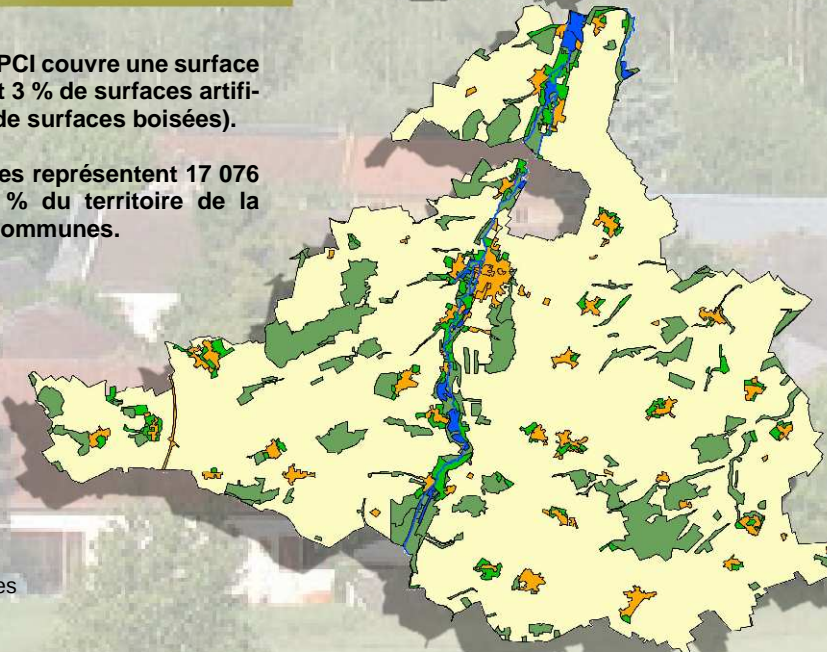 PCI couvre une surface
t 3 % de surfaces artifi-
de surfaces boisées).
es représentent 17 076
% du territoire de la
ommunes.
es